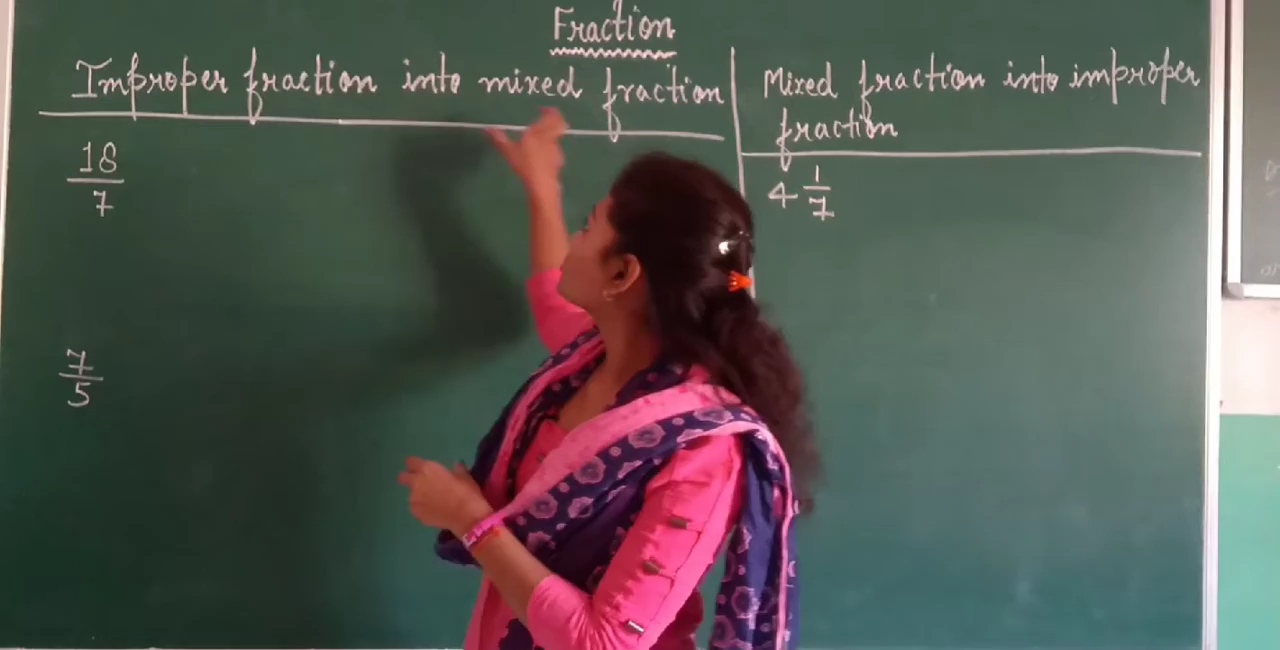 Fraction
Improper fraction into mixed fraction
18
7
7
5
Mixed fraction into improper
fraction
4 1/7